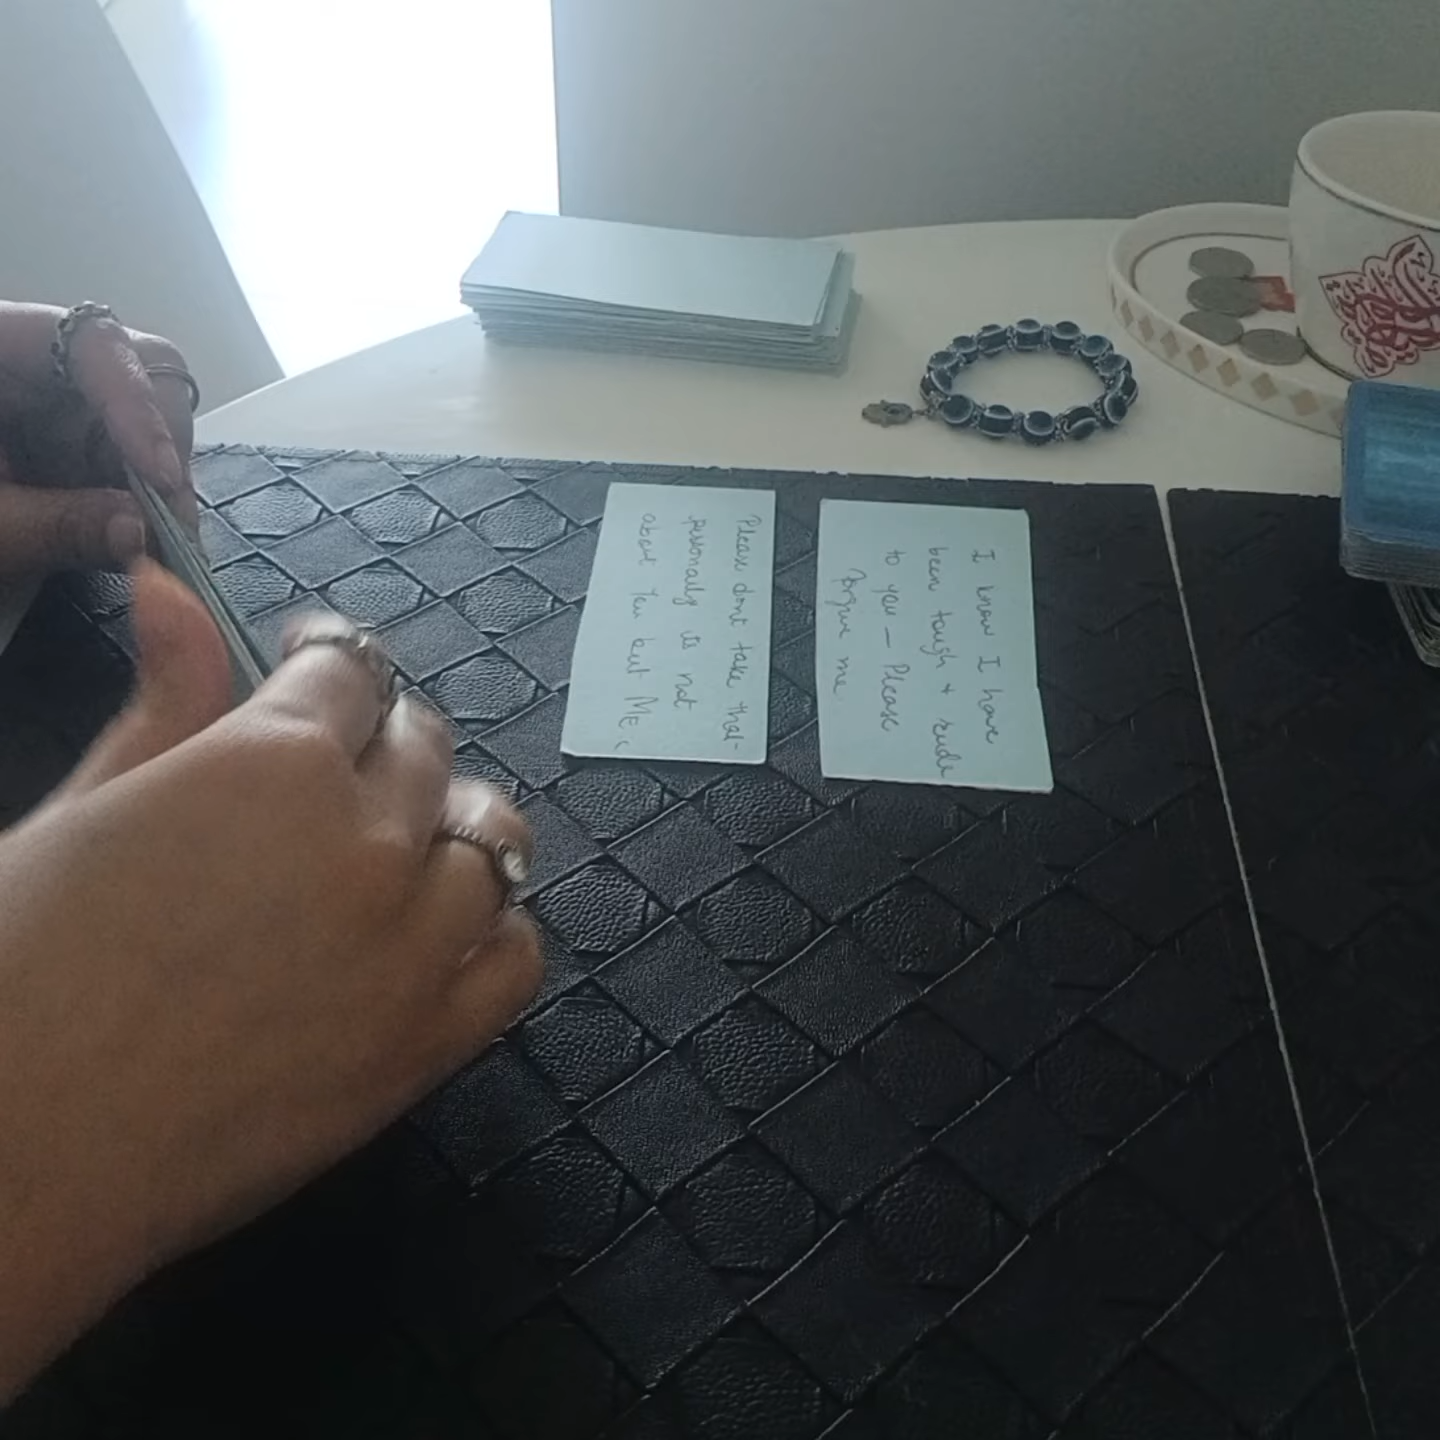 I know I have
been tough + rude
to you – Please
forgive me
Please dont take that
personally its not
about You but ME